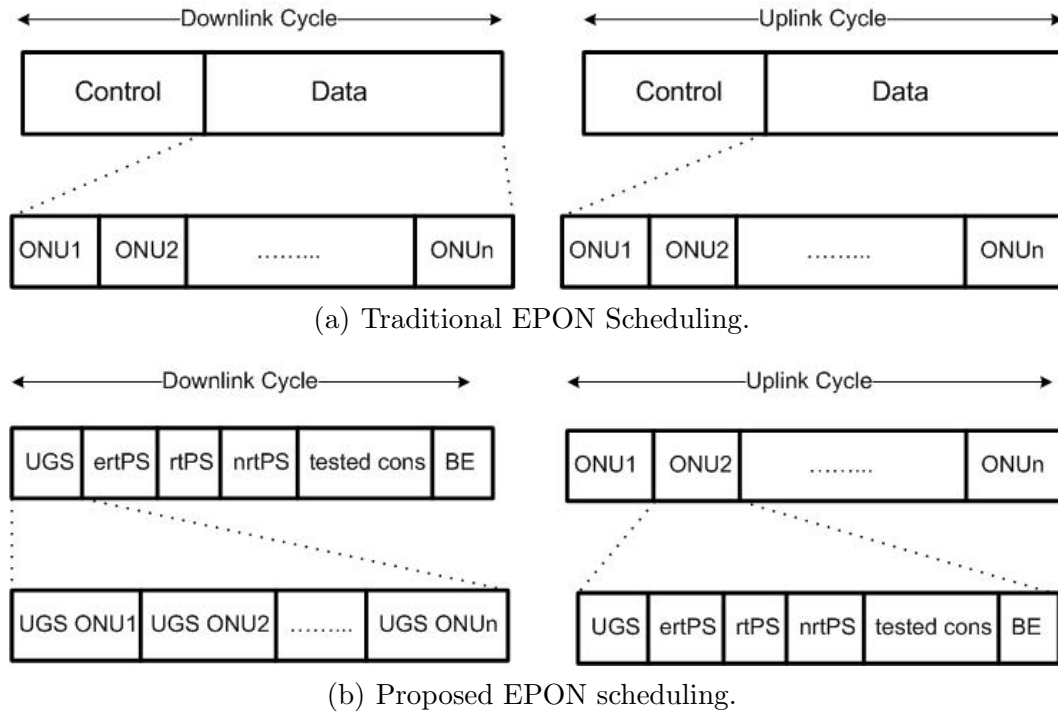 Downlink Cycle
Uplink Cycle
Control Data
Control Data
ONU1 ONU2 ......... ONUn
ONU1 ONU2 ......... ONUn
(a) Traditional EPON Scheduling.
Downlink Cycle
Uplink Cycle
UGS ertPS rtPS nrtPS tested cons BE
ONU1 ONU2 ......... ONUn
UGS ONU1 UGS ONU2 ......... UGS ONUn
UGS ertPS rtPS nrtPS tested cons BE
(b) Proposed EPON scheduling.